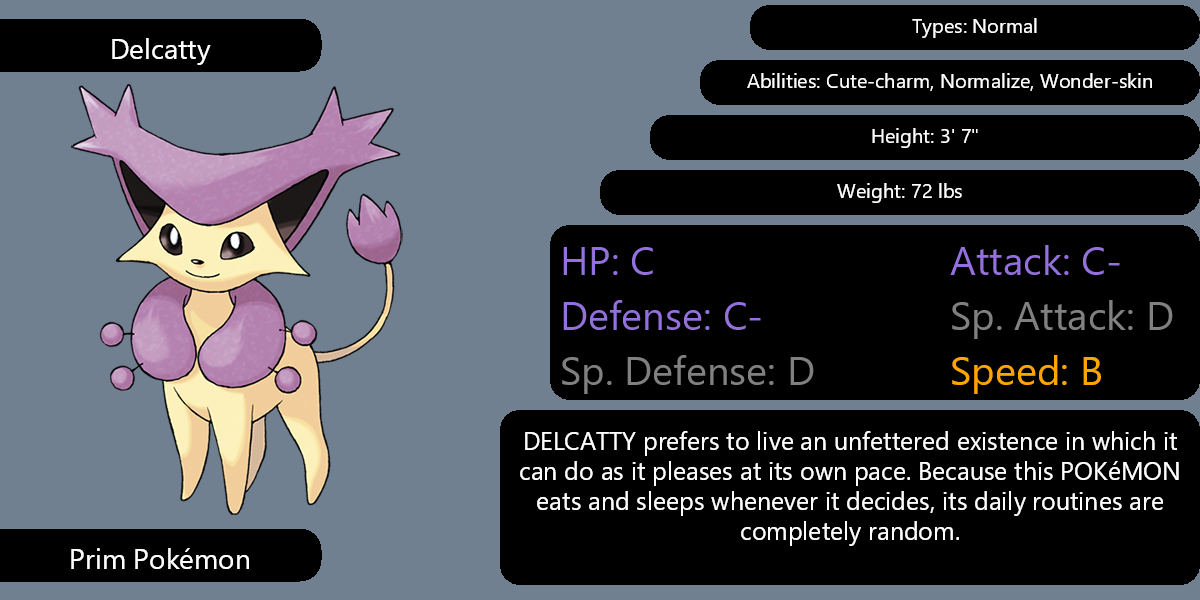 Delcatty
Types: Normal
Abilities: Cute-charm, Normalize, Wonder-skin
Height: 3' 7"
Weight: 72 lbs
HP: C
Attack: C-
Defense: C-
Sp. Attack: D
Sp. Defense: D
Speed: B
DELCATTY prefers to live an unfettered existence in which it
can do as it pleases at its own pace. Because this POKéMON
eats and sleeps whenever it decides, its daily routines are
completely random.
Prim Pokémon